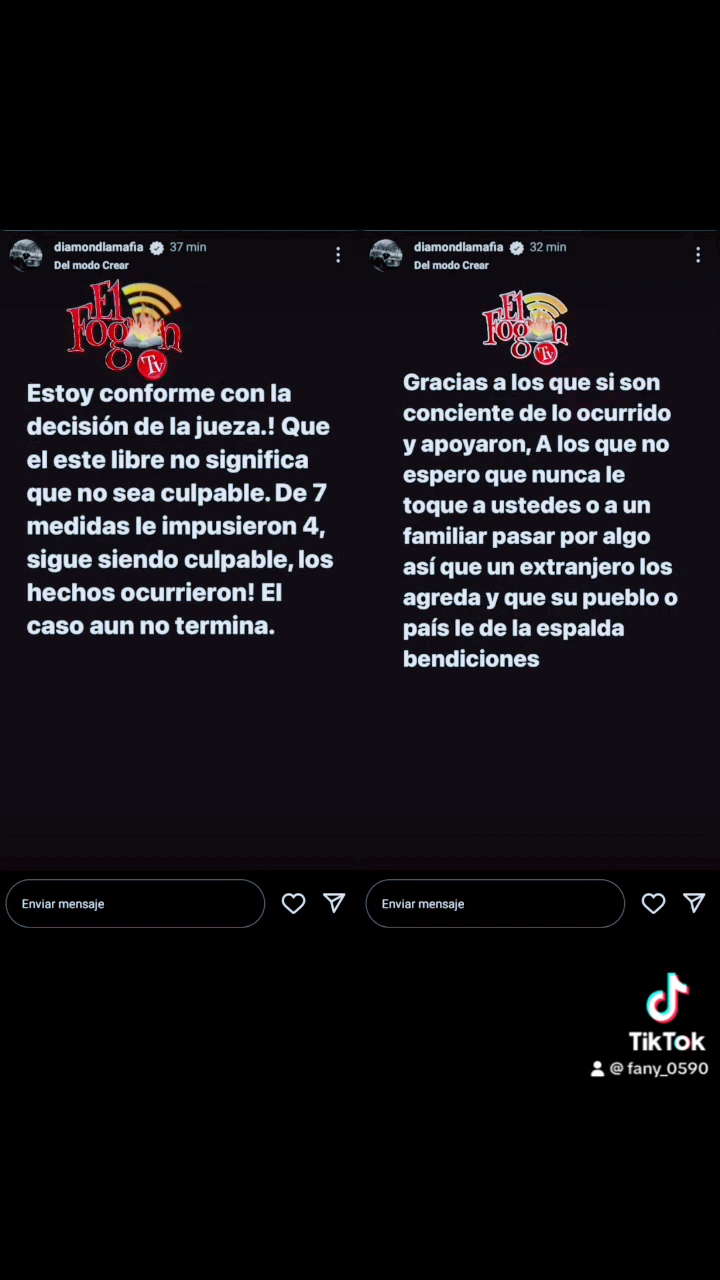 diamondlamafia 37 min
Del modo Crear
El
Fogon
Tv
Estoy conforme con la
decisión de la jueza.! Que
el este libre no significa
que no sea culpable. De 7
medidas le impusieron 4,
sigue siendo culpable, los
hechos ocurrieron! El
caso aun no termina.
Enviar mensaje
diamondlamafia 32 min
Del modo Crear
El
Fogon
Tv
Gracias a los que si son
conciente de lo ocurrido
y apoyaron, A los que no
espero que nunca le
toque a ustedes o a un
familiar pasar por algo
así que un extranjero los
agreda y que su pueblo o
país le de la espalda
bendiciones
Enviar mensaje
TikTok
@fany_0590